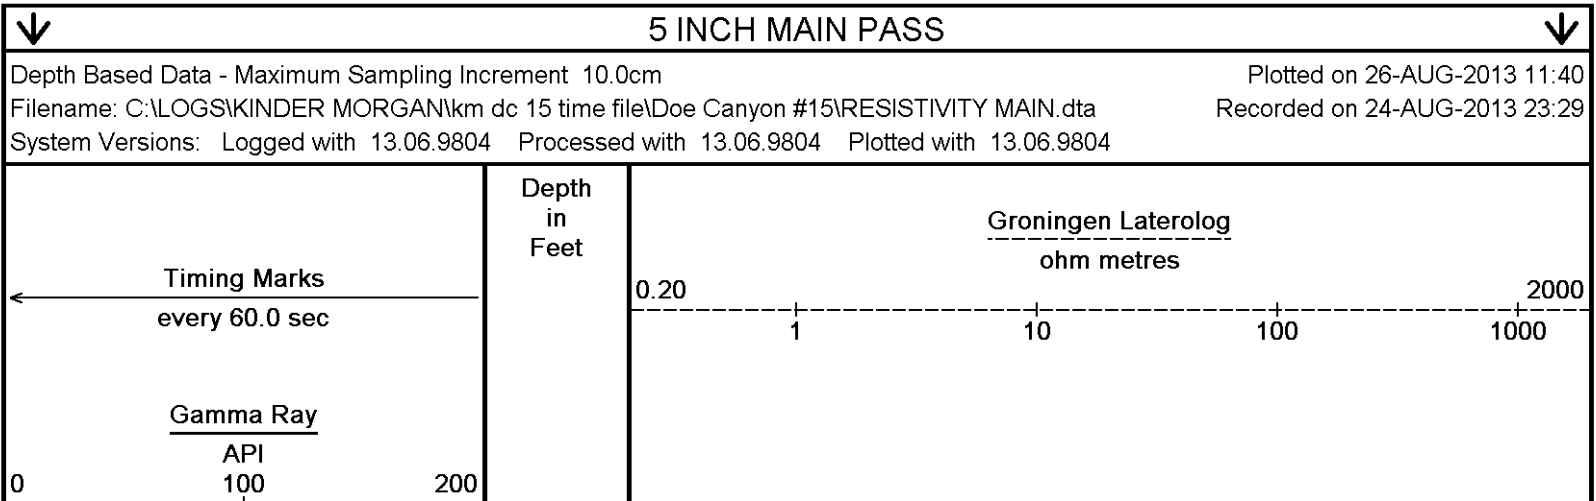 5 INCH MAIN PASS
Depth Based Data - Maximum Sampling Increment 10.0cm
Plotted on 26-AUG-2013 11:40
Filename: C:\LOGS\KINDER MORGAN\km dc 15 time file\Doe Canyon #15\RESISTIVITY MAIN.dta
Recorded on 24-AUG-2013 23:29
System Versions: Logged with 13.06.9804 Processed with 13.06.9804 Plotted with 13.06.9804
Timing Marks
every 60.0 sec
Gamma Ray
API
0 100 200
Depth
in
Feet
Groningen Laterolog
ohm metres
0.20 2000
1 10 100 1000